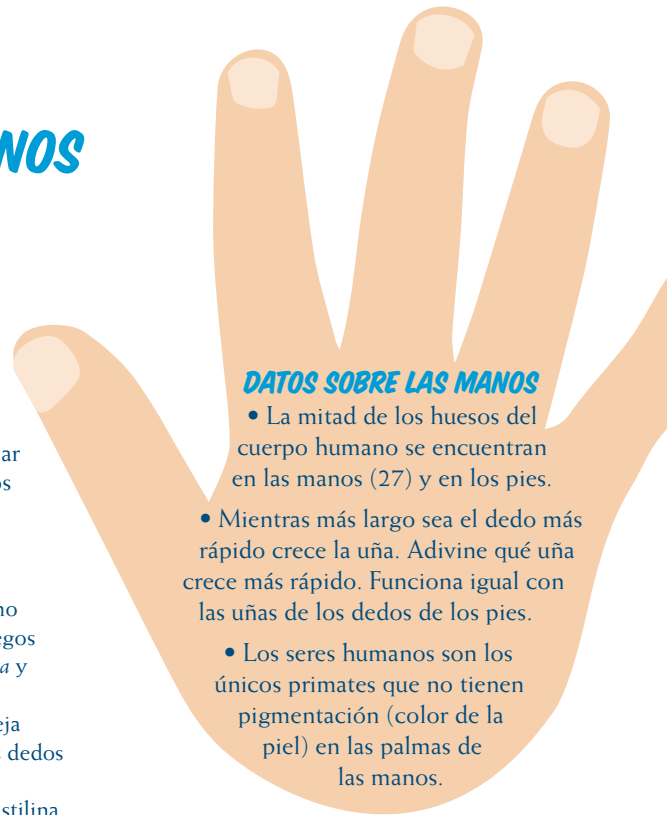 NOS
ar
os
no
egos
a y
eja
dedos
stilina
DATOS SOBRE LAS MANOS
• La mitad de los huesos del
cuerpo humano se encuentran
en las manos (27) y en los pies.
• Mientras más largo sea el dedo más
rápido crece la uña. Adivine qué uña
crece más rápido. Funciona igual con
las uñas de los dedos de los pies.
• Los seres humanos son los
únicos primates que no tienen
pigmentación (color de la
piel) en las palmas de
las manos.